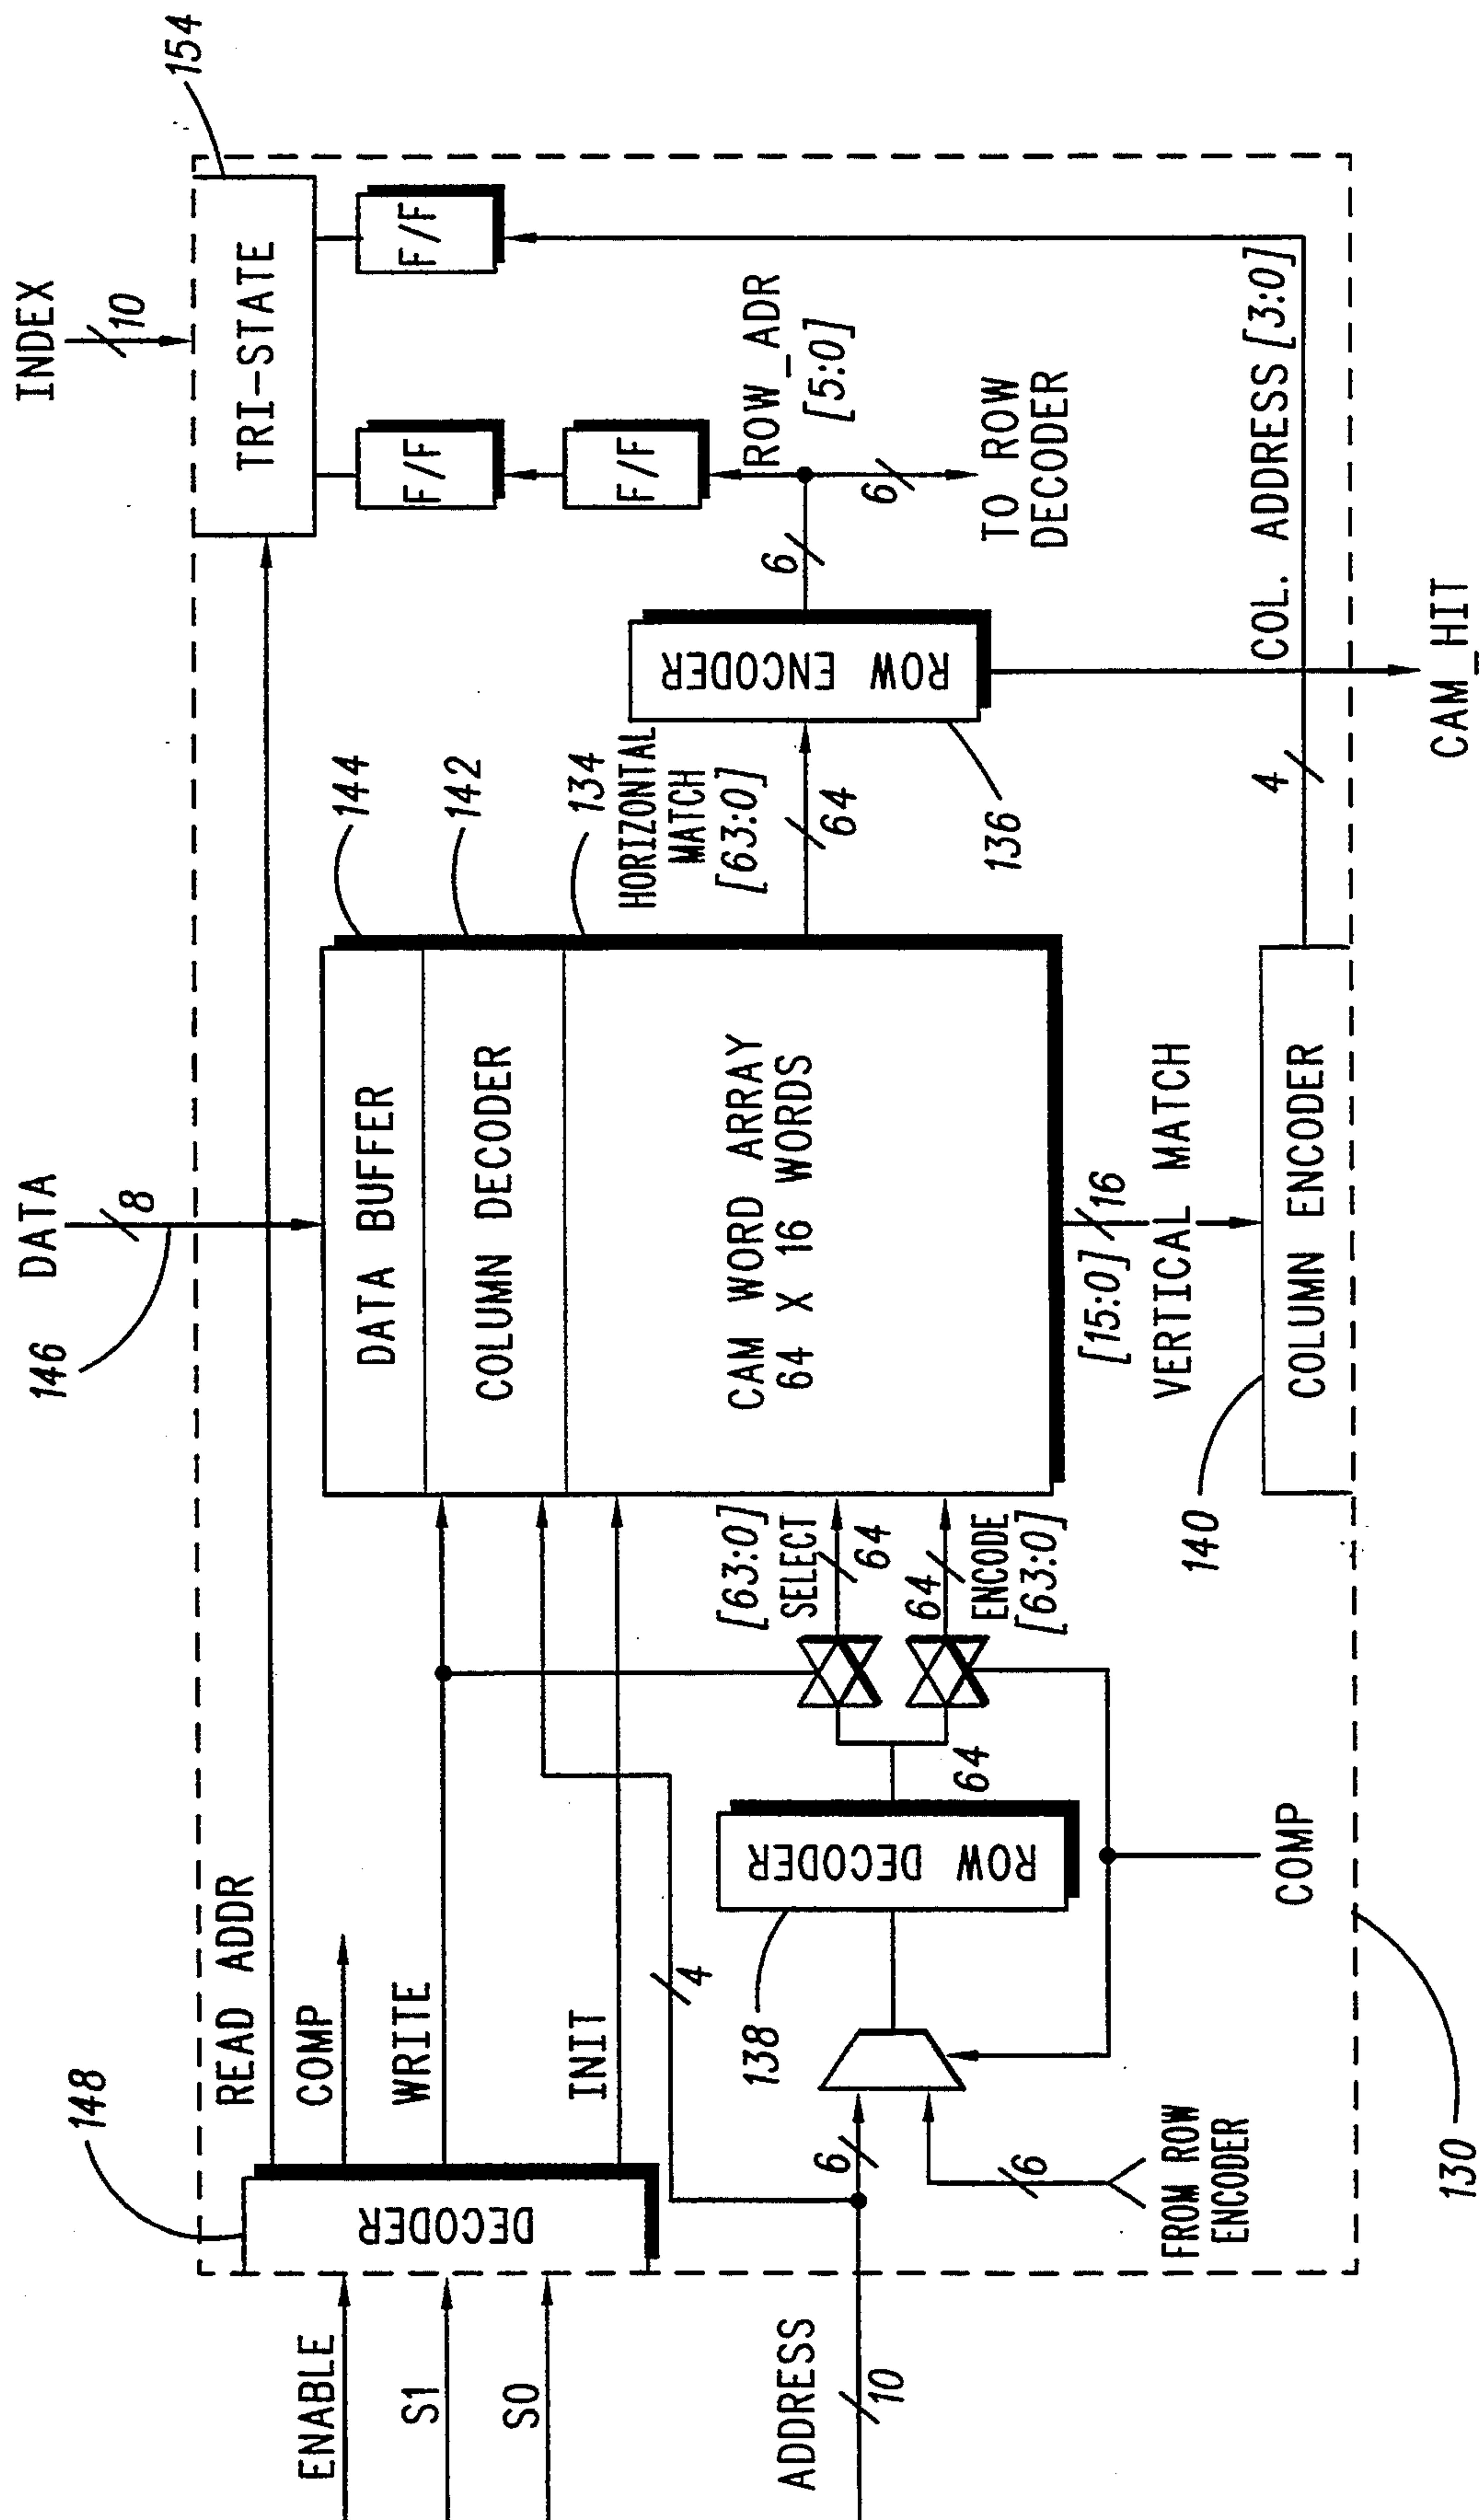 INDEX
10
154
TRI-STATE
F/F
F/F
F/F
ROW_ADR
[5:0]
6
6
TO ROW
DECODER
ROW ENCODER
136
CAM_HIT
COL. ADDRESS [3:0]
4
HORIZONTAL
MATCH
[63:0]
64
144
142
134
DATA
8
146
DATA BUFFER
COLUMN DECODER
CAM WORD ARRAY
64 X 16 WORDS
[15:0]
16
VERTICAL MATCH
COLUMN ENCODER
140
[63:0]
SELECT
64
64
ENCODE
[63:0]
64
ROW DECODER
138
COMP
READ ADDR
COMP
WRITE
INIT
4
148
DECODER
6
6
FROM ROW
ENCODER
130
ENABLE
S1
S0
ADDRESS
10